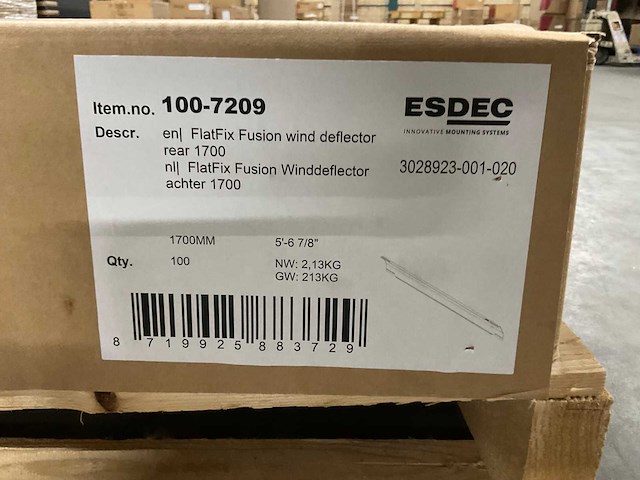 Item.no. 100-7209
ESDEC
INNOVATIVE MOUNTING SYSTEMS
Descr. en| FlatFix Fusion wind deflector
rear 1700
nl| FlatFix Fusion Winddeflector
achter 1700
3028923-001-020
1700MM 5'-6 7/8"
Qty. 100 NW: 2,13KG
GW: 213KG
8 719925 883729